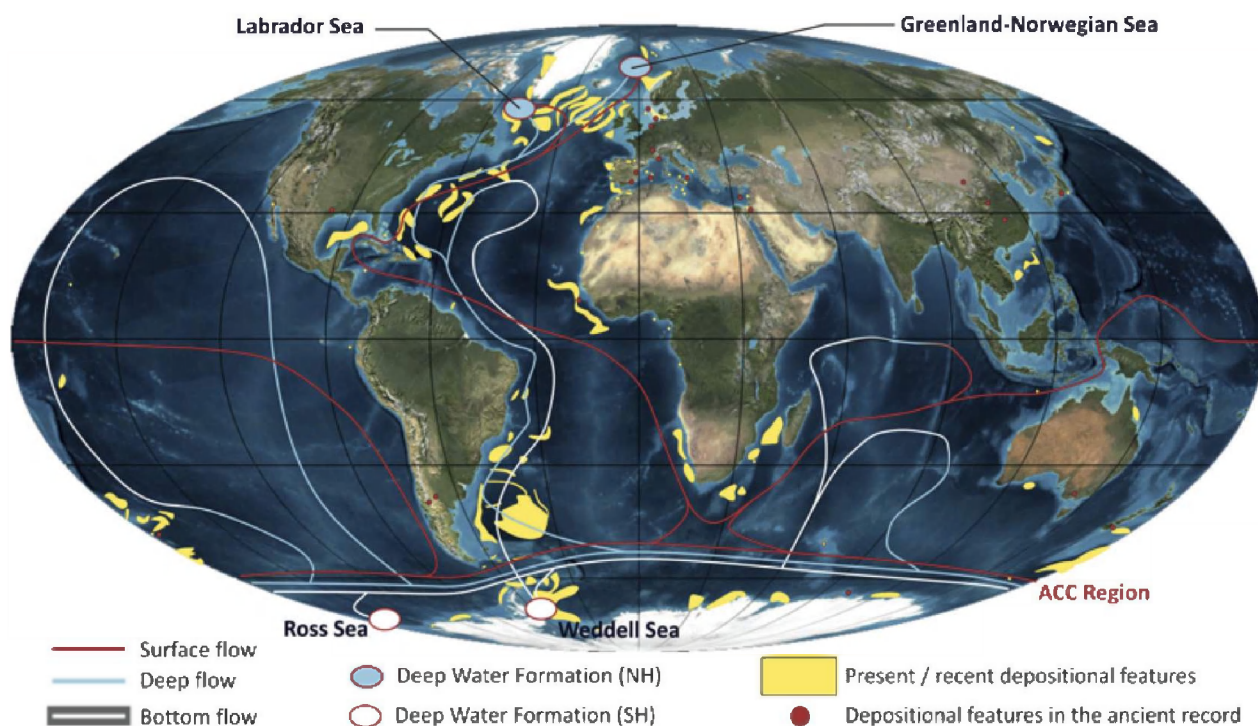 Labrador Sea
Greenland-Norwegian Sea
ACC Region
Ross Sea
Weddell Sea
Surface flow
Deep flow
Bottom flow
Deep Water Formation (NH)
Deep Water Formation (SH)
Present / recent depositional features
Depositional features in the ancient record